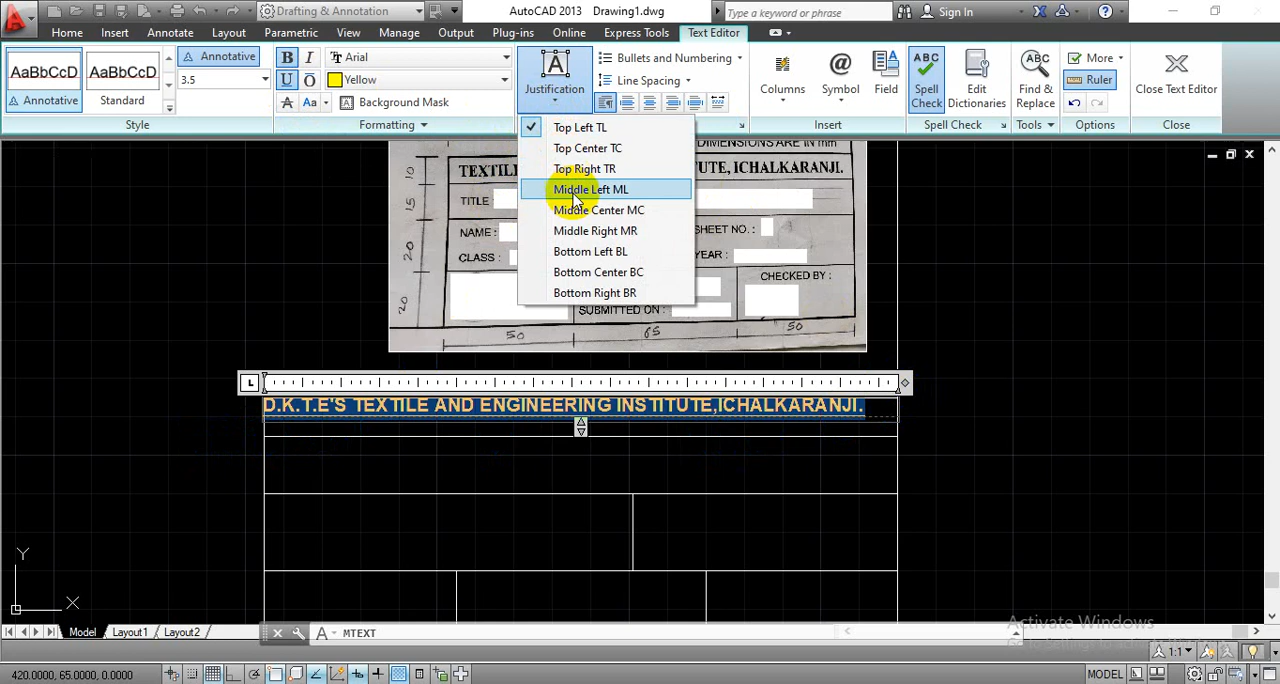 Drafting & Annotation
AutoCAD 2013 Drawing1.dwg
Type a keyword or phrase
Sign In
Home Insert Annotate Layout Parametric View Manage Output Plug-ins Online Express Tools Text Editor
AaBbCcD AaBbCcD
Annotative Standard
Annotative
3.5
Style
B I Arial
U O Yellow
A Aa Background Mask
Formatting
A
Justification
Bullets and Numbering
Line Spacing
Columns
@
Symbol
Field
Insert
ABC
Spell
Check
Edit
Dictionaries
Spell Check
ABC
Find &
Replace
Tools
More
Ruler
Options
Close Text Editor
Close
Top Left TL
Top Center TC
Top Right TR
Middle Left ML
Middle Center MC
Middle Right MR
Bottom Left BL
Bottom Center BC
Bottom Right BR
DIMENSIONS ARE IN mm
10 TEXTILE
TUTE, ICHALKARANJI.
15 TITLE
20 NAME :
SHEET NO. :
CLASS :
YEAR :
CHECKED BY :
20
SUBMITTED ON :
50 65 50
L
D.K.T.E'S TEXTILE AND ENGINEERING INSTITUTE,ICHALKARANJI.
Y
X
Activate Windows
Model Layout1 Layout2
A MTEXT
1:1
420.0000, 65.0000, 0.0000
MODEL